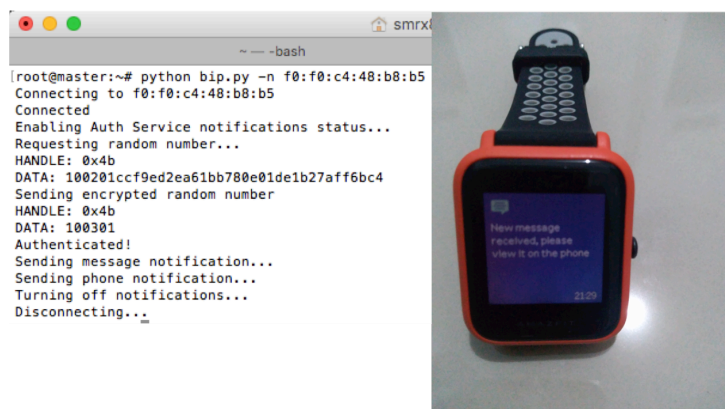 smrx8
~ — -bash
[root@master:~# python bip.py -n f0:f0:c4:48:b8:b5
Connecting to f0:f0:c4:48:b8:b5
Connected
Enabling Auth Service notifications status...
Requesting random number...
HANDLE: 0x4b
DATA: 100201ccf9ed2ea61bb780e01de1b27aff6bc4
Sending encrypted random number
HANDLE: 0x4b
DATA: 100301
Authenticated!
Sending message notification...
Sending phone notification...
Turning off notifications...
Disconnecting...
New message
received, please
view it on the phone
21:29
AMAZFIT